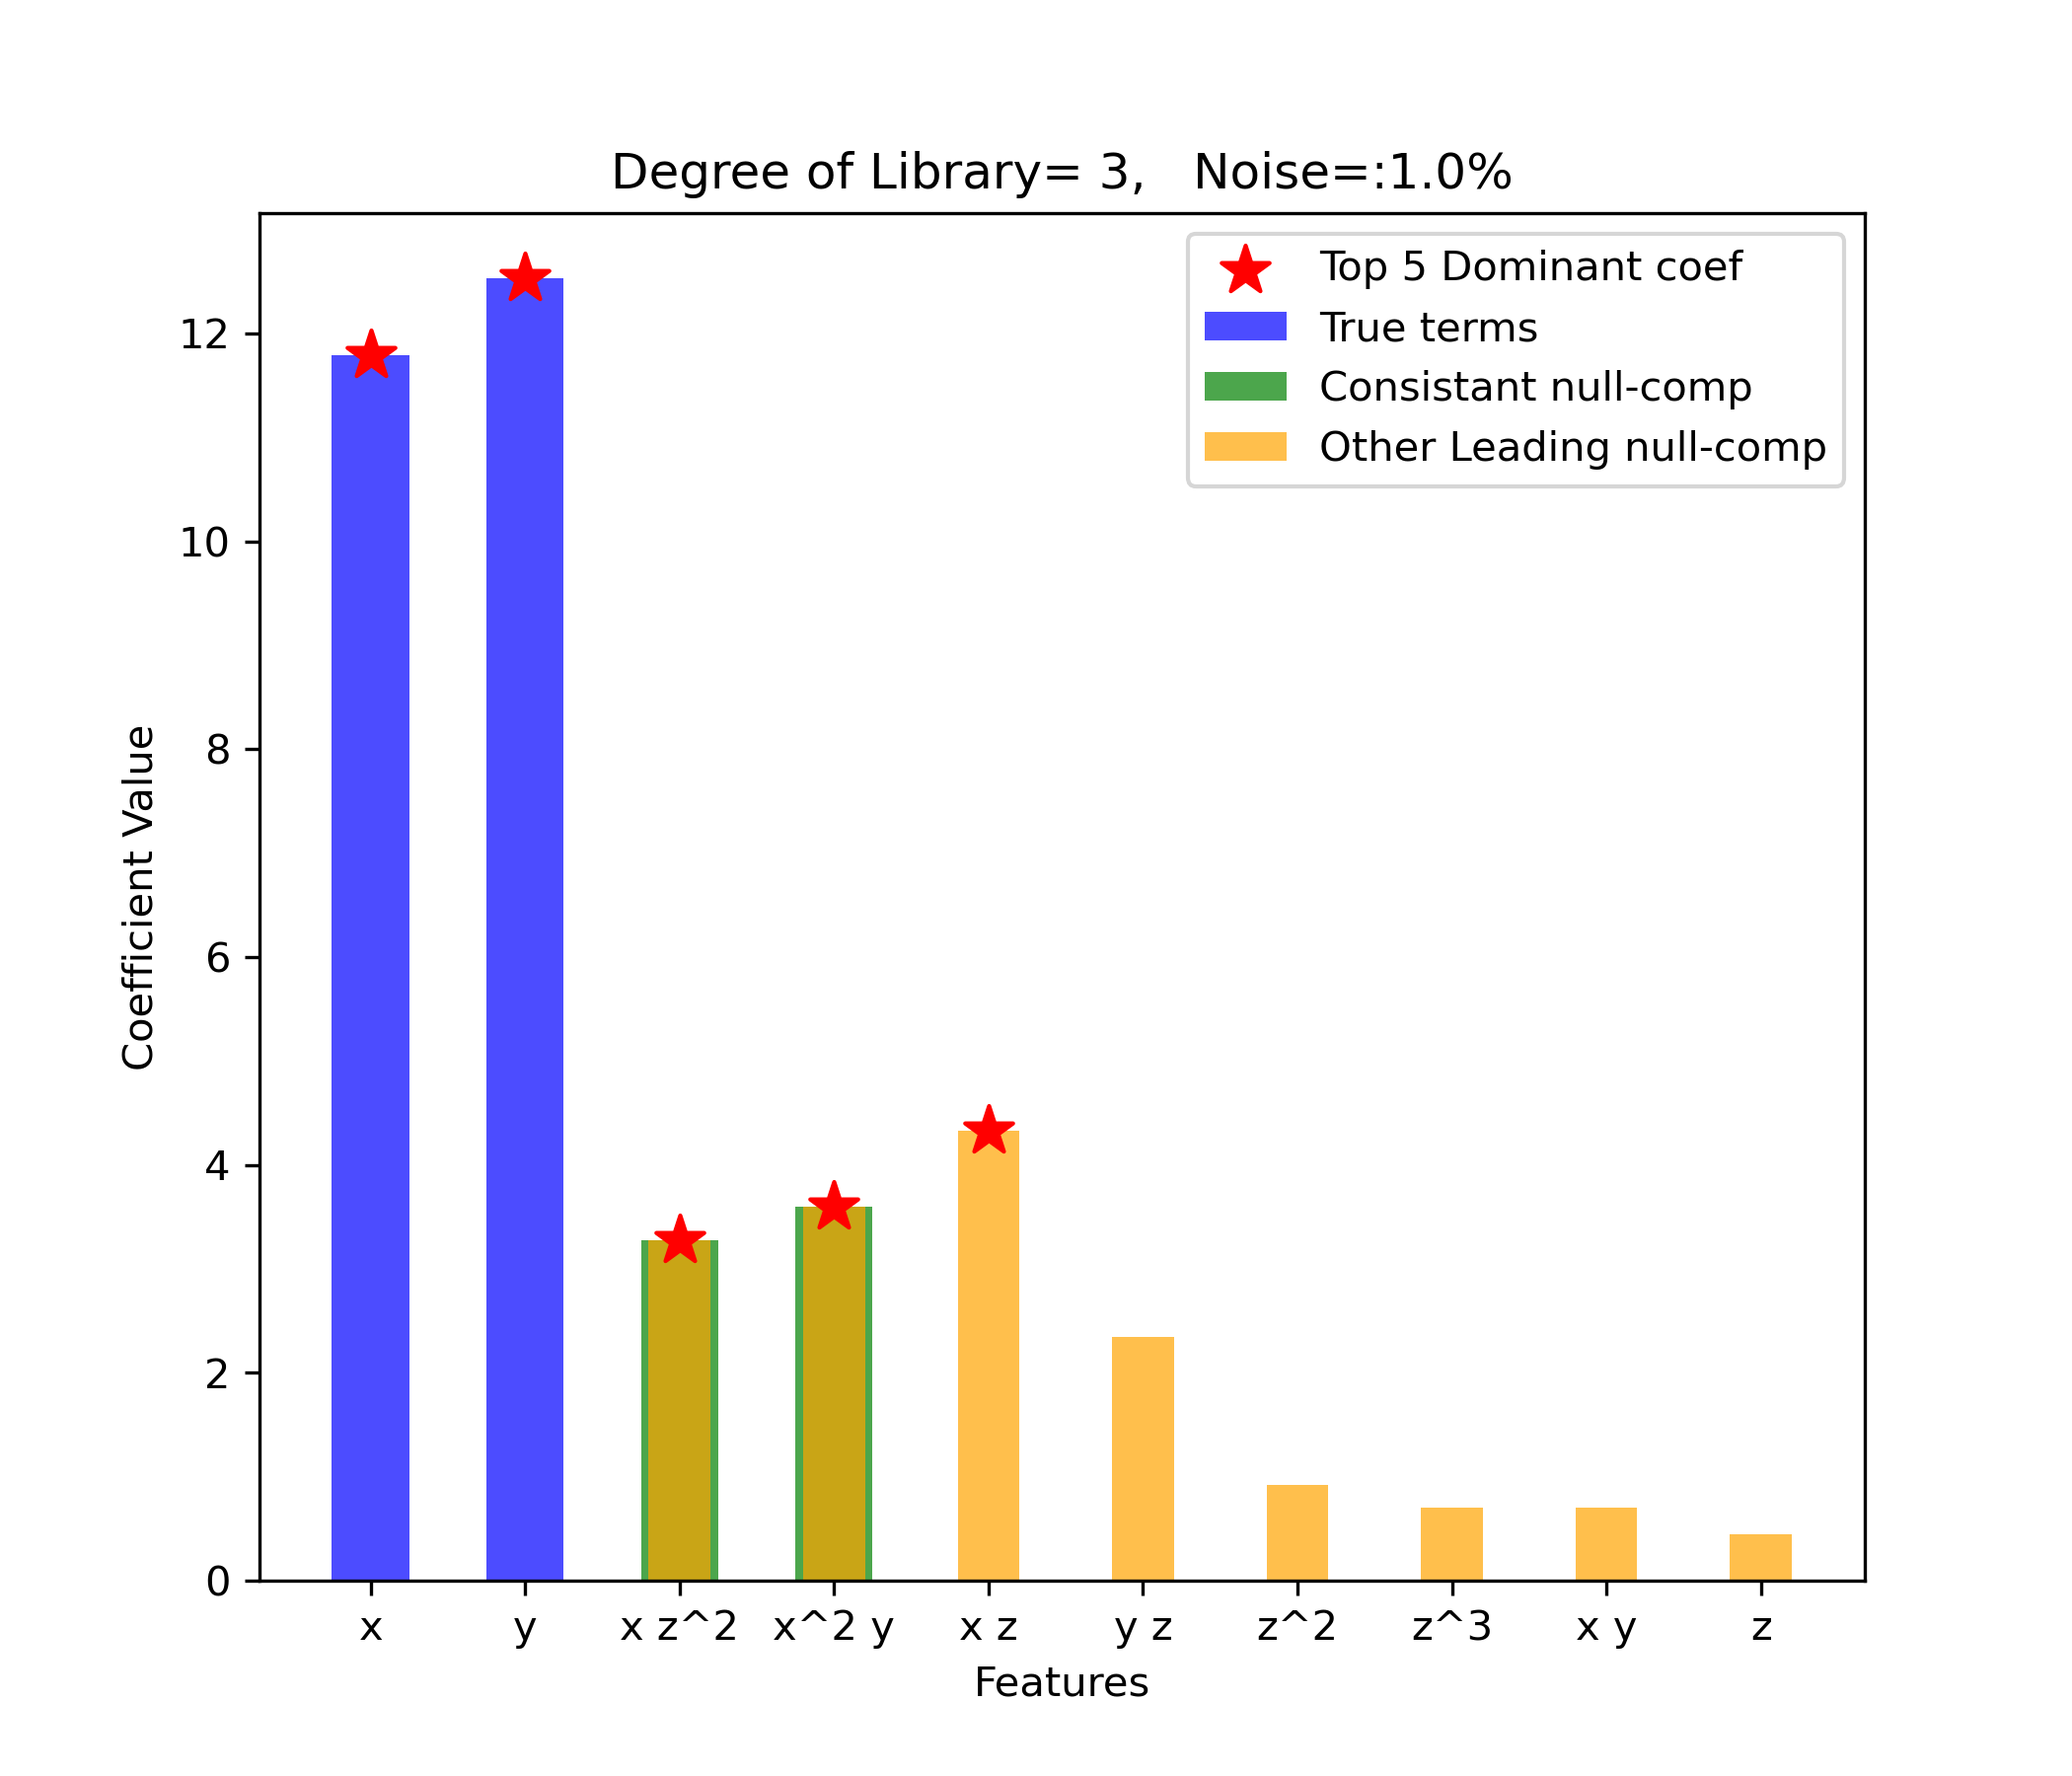 Degree of Library= 3,   Noise=:1.0%
Top 5 Dominant coef
True terms
Consistant null-comp
Other Leading null-comp
Coefficient Value
12
10
8
6
4
2
0
x y x z^2 x^2 y x z y z z^2 z^3 x y z
Features